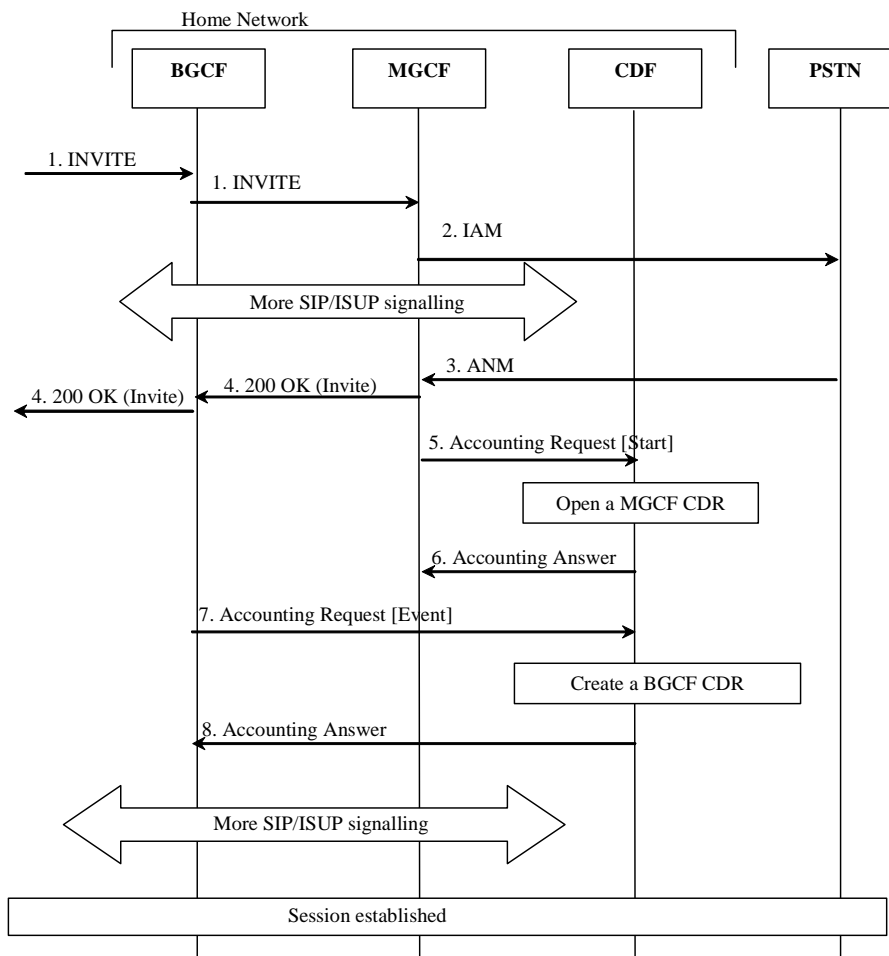 Home Network
BGCF
MGCF
CDF
PSTN
1. INVITE
1. INVITE
2. IAM
More SIP/ISUP signalling
3. ANM
4. 200 OK (Invite)
4. 200 OK (Invite)
5. Accounting Request [Start]
Open a MGCF CDR
6. Accounting Answer
7. Accounting Request [Event]
Create a BGCF CDR
8. Accounting Answer
More SIP/ISUP signalling
Session established